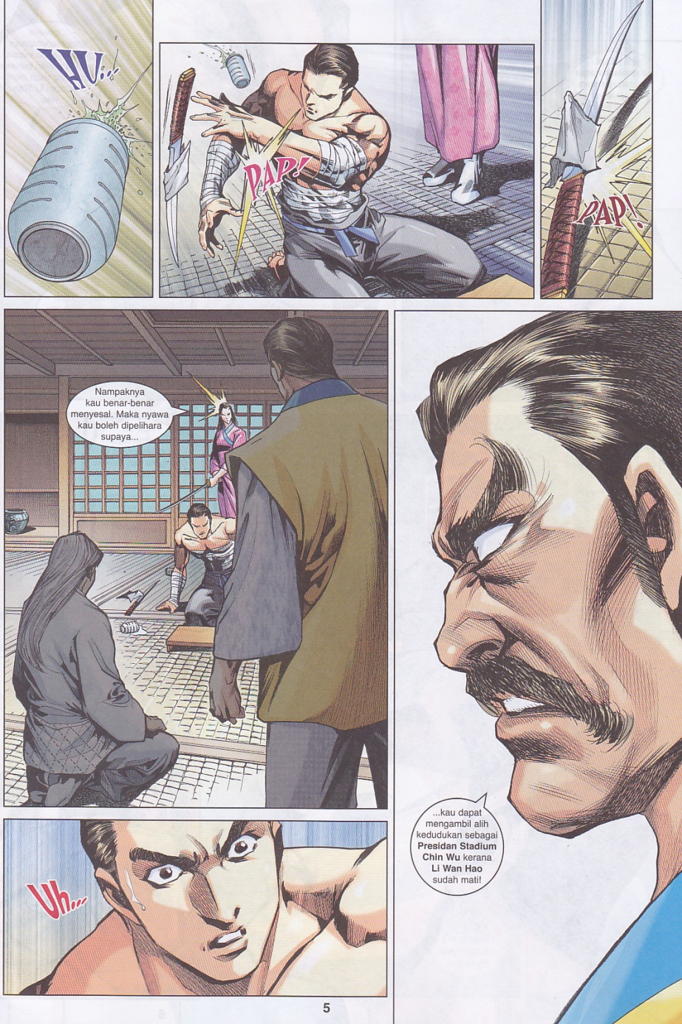 HU...
PAP!
PAP!
Nampaknya
kau benar-benar
menyesal. Maka nyawa
kau boleh dipelihara
supaya...
...kau dapat
mengambil alih
kedudukan sebagai
Presidan Stadium
Chin Wu kerana
Li Wan Hao
sudah mati!
Uh...
5